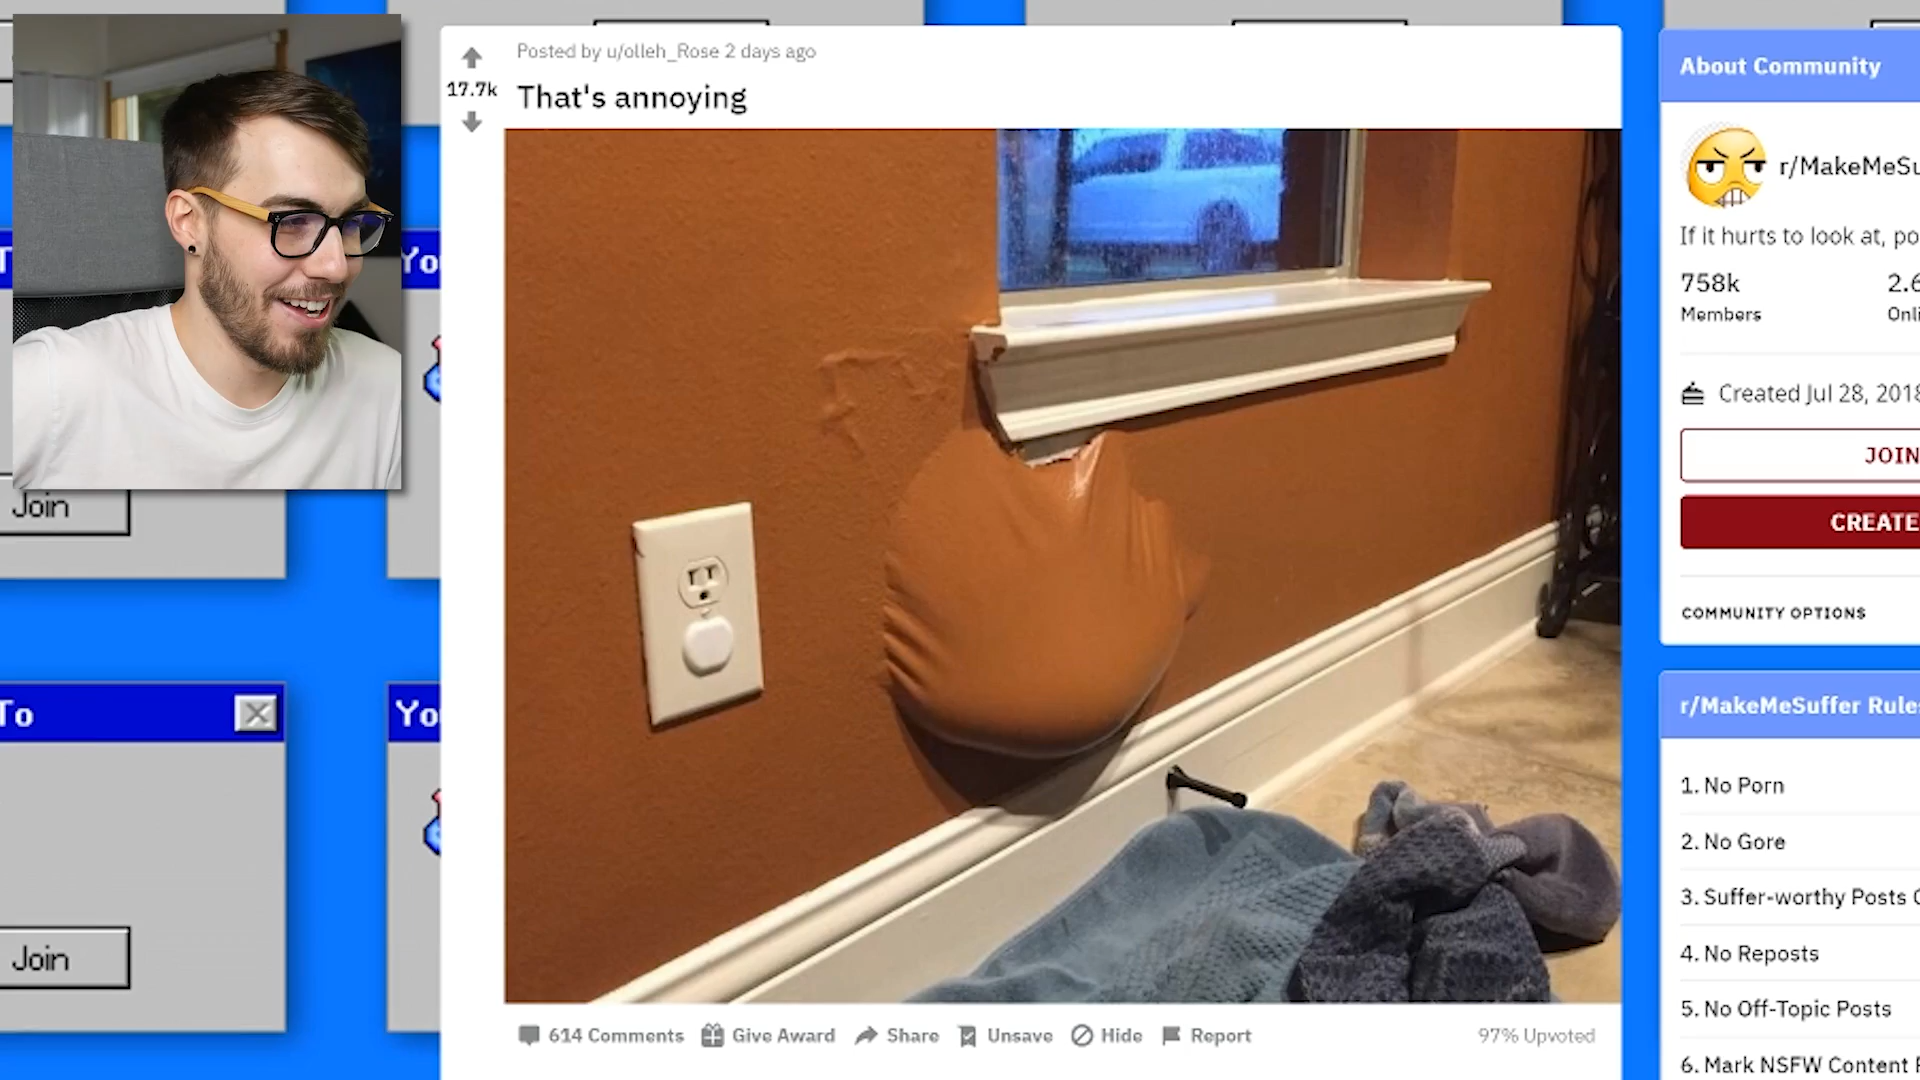 Posted by u/olleh_Rose 2 days ago
17.7k
That's annoying
614 Comments
Give Award
Share
Unsave
Hide
Report
97% Upvoted
About Community
r/MakeMeSu
If it hurts to look at, po
758k
Members
2.6
Onli
Created Jul 28, 2018
JOIN
CREATE
COMMUNITY OPTIONS
r/MakeMeSuffer Rules
1. No Porn
2. No Gore
3. Suffer-worthy Posts
4. No Reposts
5. No Off-Topic Posts
6. Mark NSFW Content
You
Join
To
You
Join